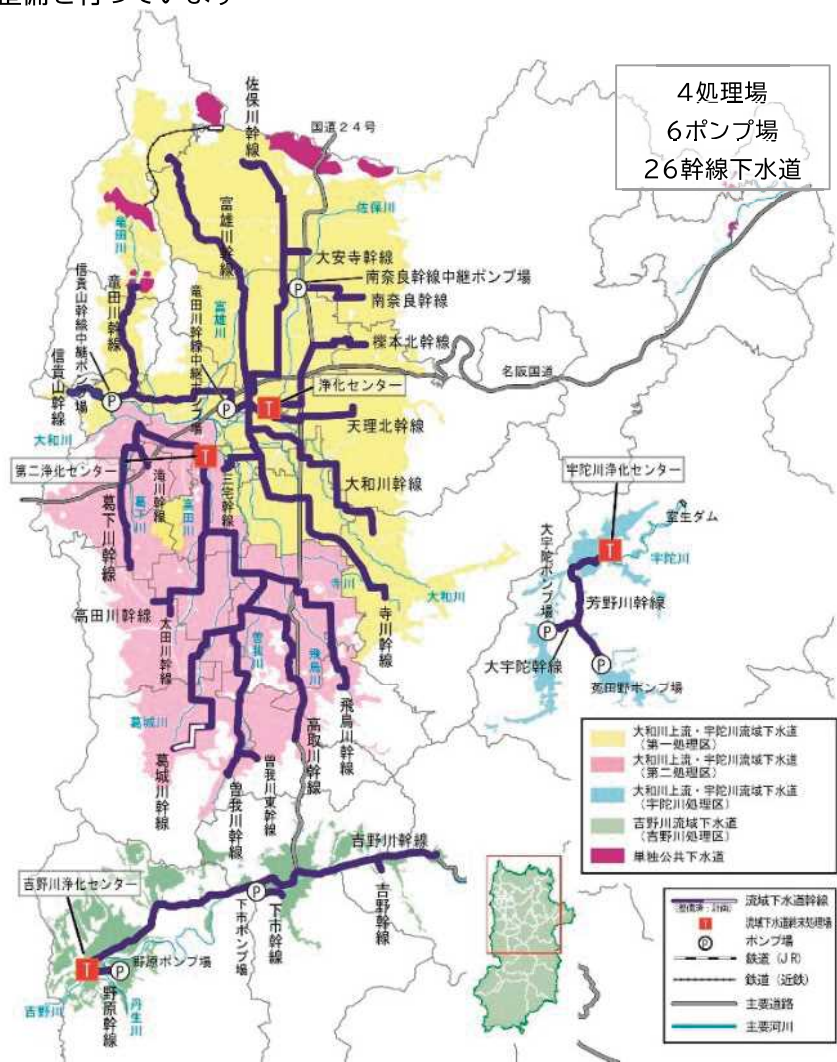 整備を行っています
4処理場
6ポンプ場
26幹線下水道
佐保川幹線
国道24号
富雄川幹線
佐保川
竜田川
大安寺幹線
南奈良幹線中継ポンプ場
南奈良幹線
信貴山幹線中継ポンプ場
竜田川幹線
竜田川幹線中継ポンプ場
富雄川
櫟本北幹線
名阪国道
信貴山幹線
浄化センター
天理北幹線
大和川
第二浄化センター
滝川幹線
三宅幹線
大和川幹線
宇陀川浄化センター
葛下川幹線
葛下川
高田川
室生ダム
大宇陀ポンプ場
宇陀川
寺川
大和川
芳野川幹線
高田川幹線
太田川幹線
曽我川
飛鳥川
寺川幹線
大宇陀幹線
菟田野ポンプ場
葛城川
葛城川幹線
曽我川幹線
曽我川東幹線
高取川幹線
飛鳥川幹線
大和川上流・宇陀川流域下水道
(第一処理区)
大和川上流・宇陀川流域下水道
(第二処理区)
大和川上流・宇陀川流域下水道
(宇陀川処理区)
吉野川流域下水道
(吉野川処理区)
単独公共下水道
吉野川幹線
吉野川浄化センター
下市ポンプ場
下市幹線
吉野幹線
野原ポンプ場
野原幹線
吉野川
丹生川
流域下水道幹線
整備済・計画
T 流域下水道終末処理場
P ポンプ場
鉄道(JR)
鉄道(近鉄)
主要道路
主要河川